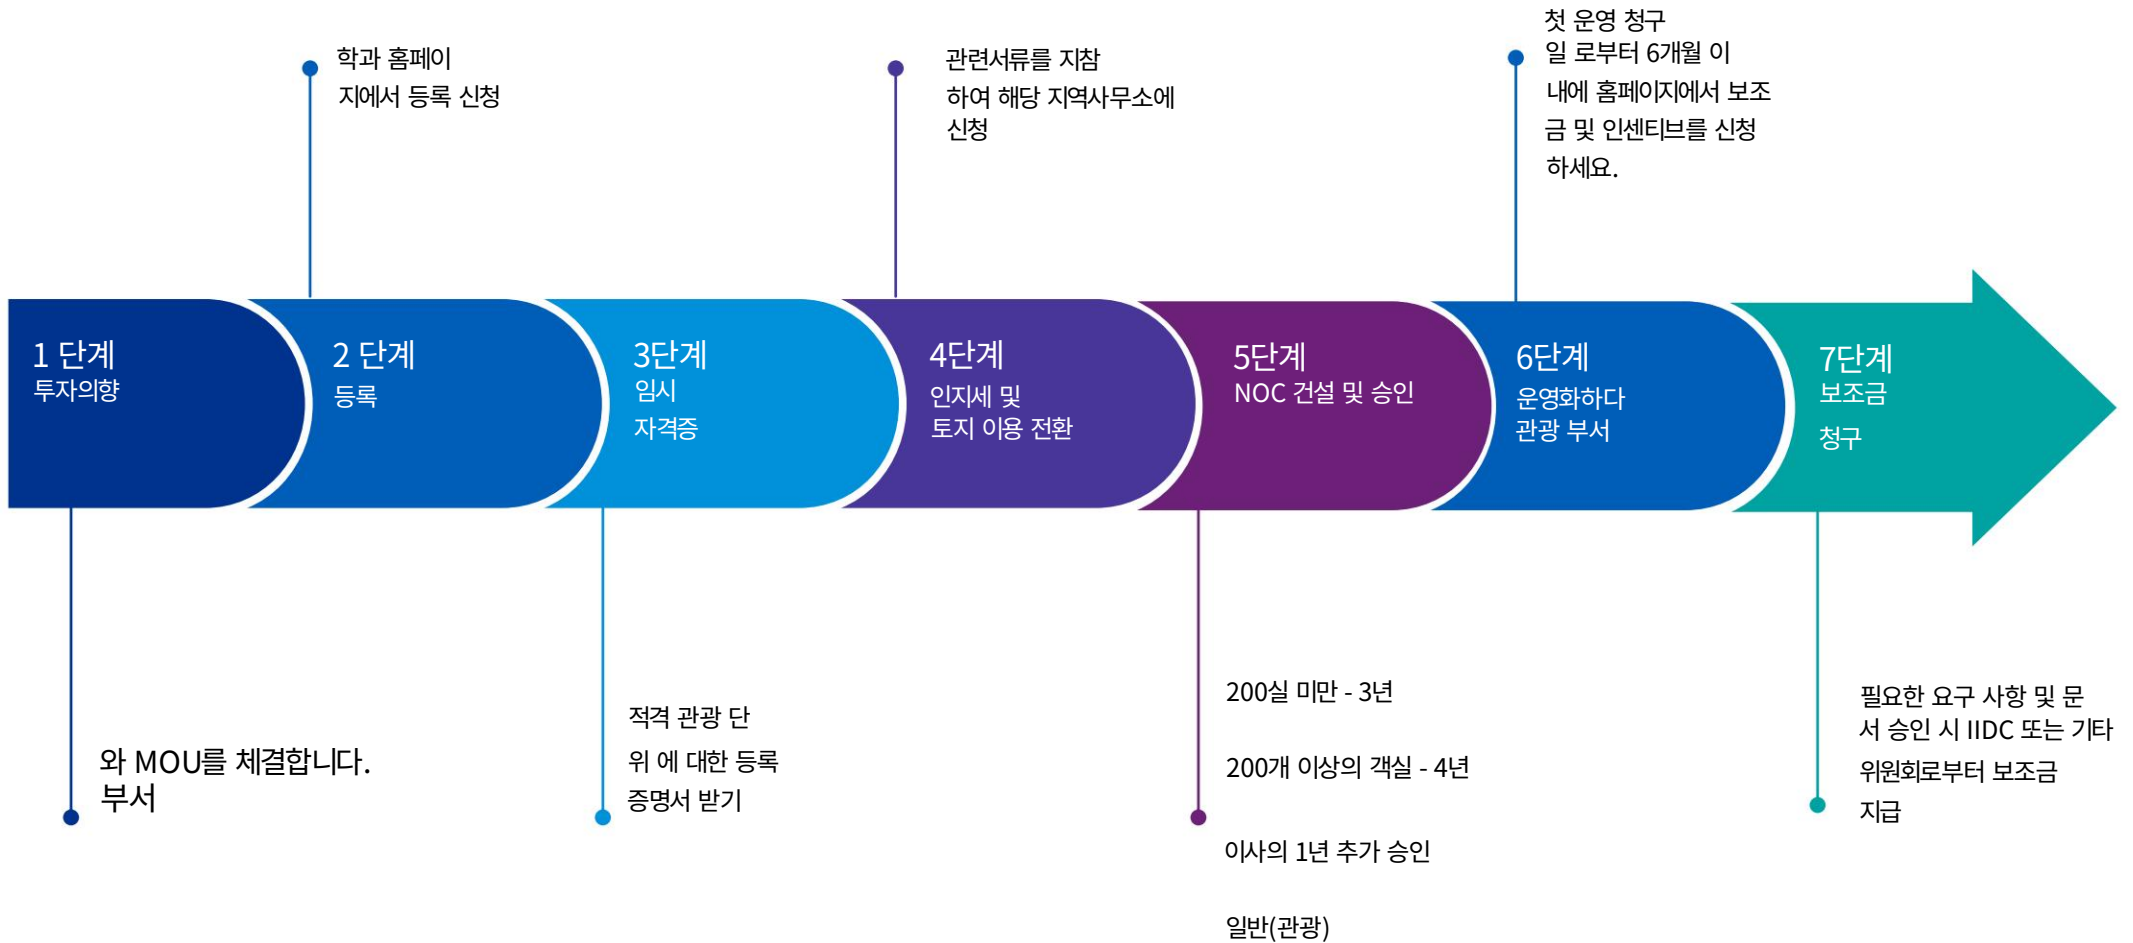 학과 홈페이
지에서 등록 신청
관련서류를 지참
하여 해당 지역사무소에
신청
첫 운영 청구
일 로부터 6개월 이
내에 홈페이지에서 보조
금 및 인센티브를 신청
하세요.
1 단계
투자의향
2 단계
등록
3단계
임시
자격증
4단계
인지세 및
토지 이용 전환
5단계
NOC 건설 및 승인
6단계
운영화하다
관광 부서
7단계
보조금
청구
와 MOU를 체결합니다.
부서
적격 관광 단
위 에 대한 등록
증명서 받기
200실 미만 - 3년
200개 이상의 객실 - 4년
이사의 1년 추가 승인
일반(관광)
필요한 요구 사항 및 문
서 승인 시 IIDC 또는 기타
위원회로부터 보조금
지급